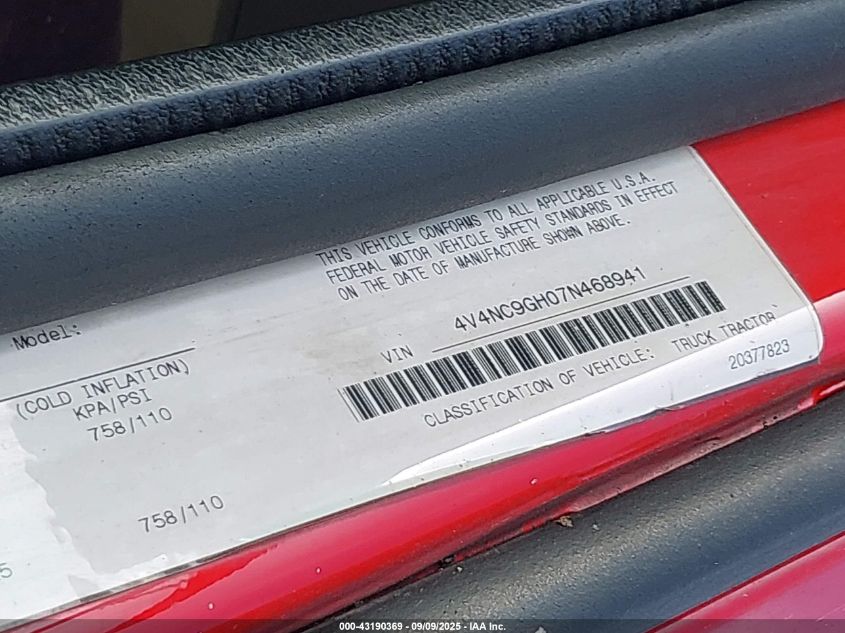 THIS VEHICLE CONFORMS TO ALL APPLICABLE U.S.A.
FEDERAL MOTOR VEHICLE SAFETY STANDARDS IN EFFECT
ON THE DATE OF MANUFACTURE SHOWN ABOVE.
Model:
VIN 4V4NC9GH07N468941
(COLD INFLATION)
KPA/PSI
758/110
CLASSIFICATION OF VEHICLE: TRUCK TRACTOR
20377823
758/110
5
000-43190369 - 09/09/2025 - IAA Inc.